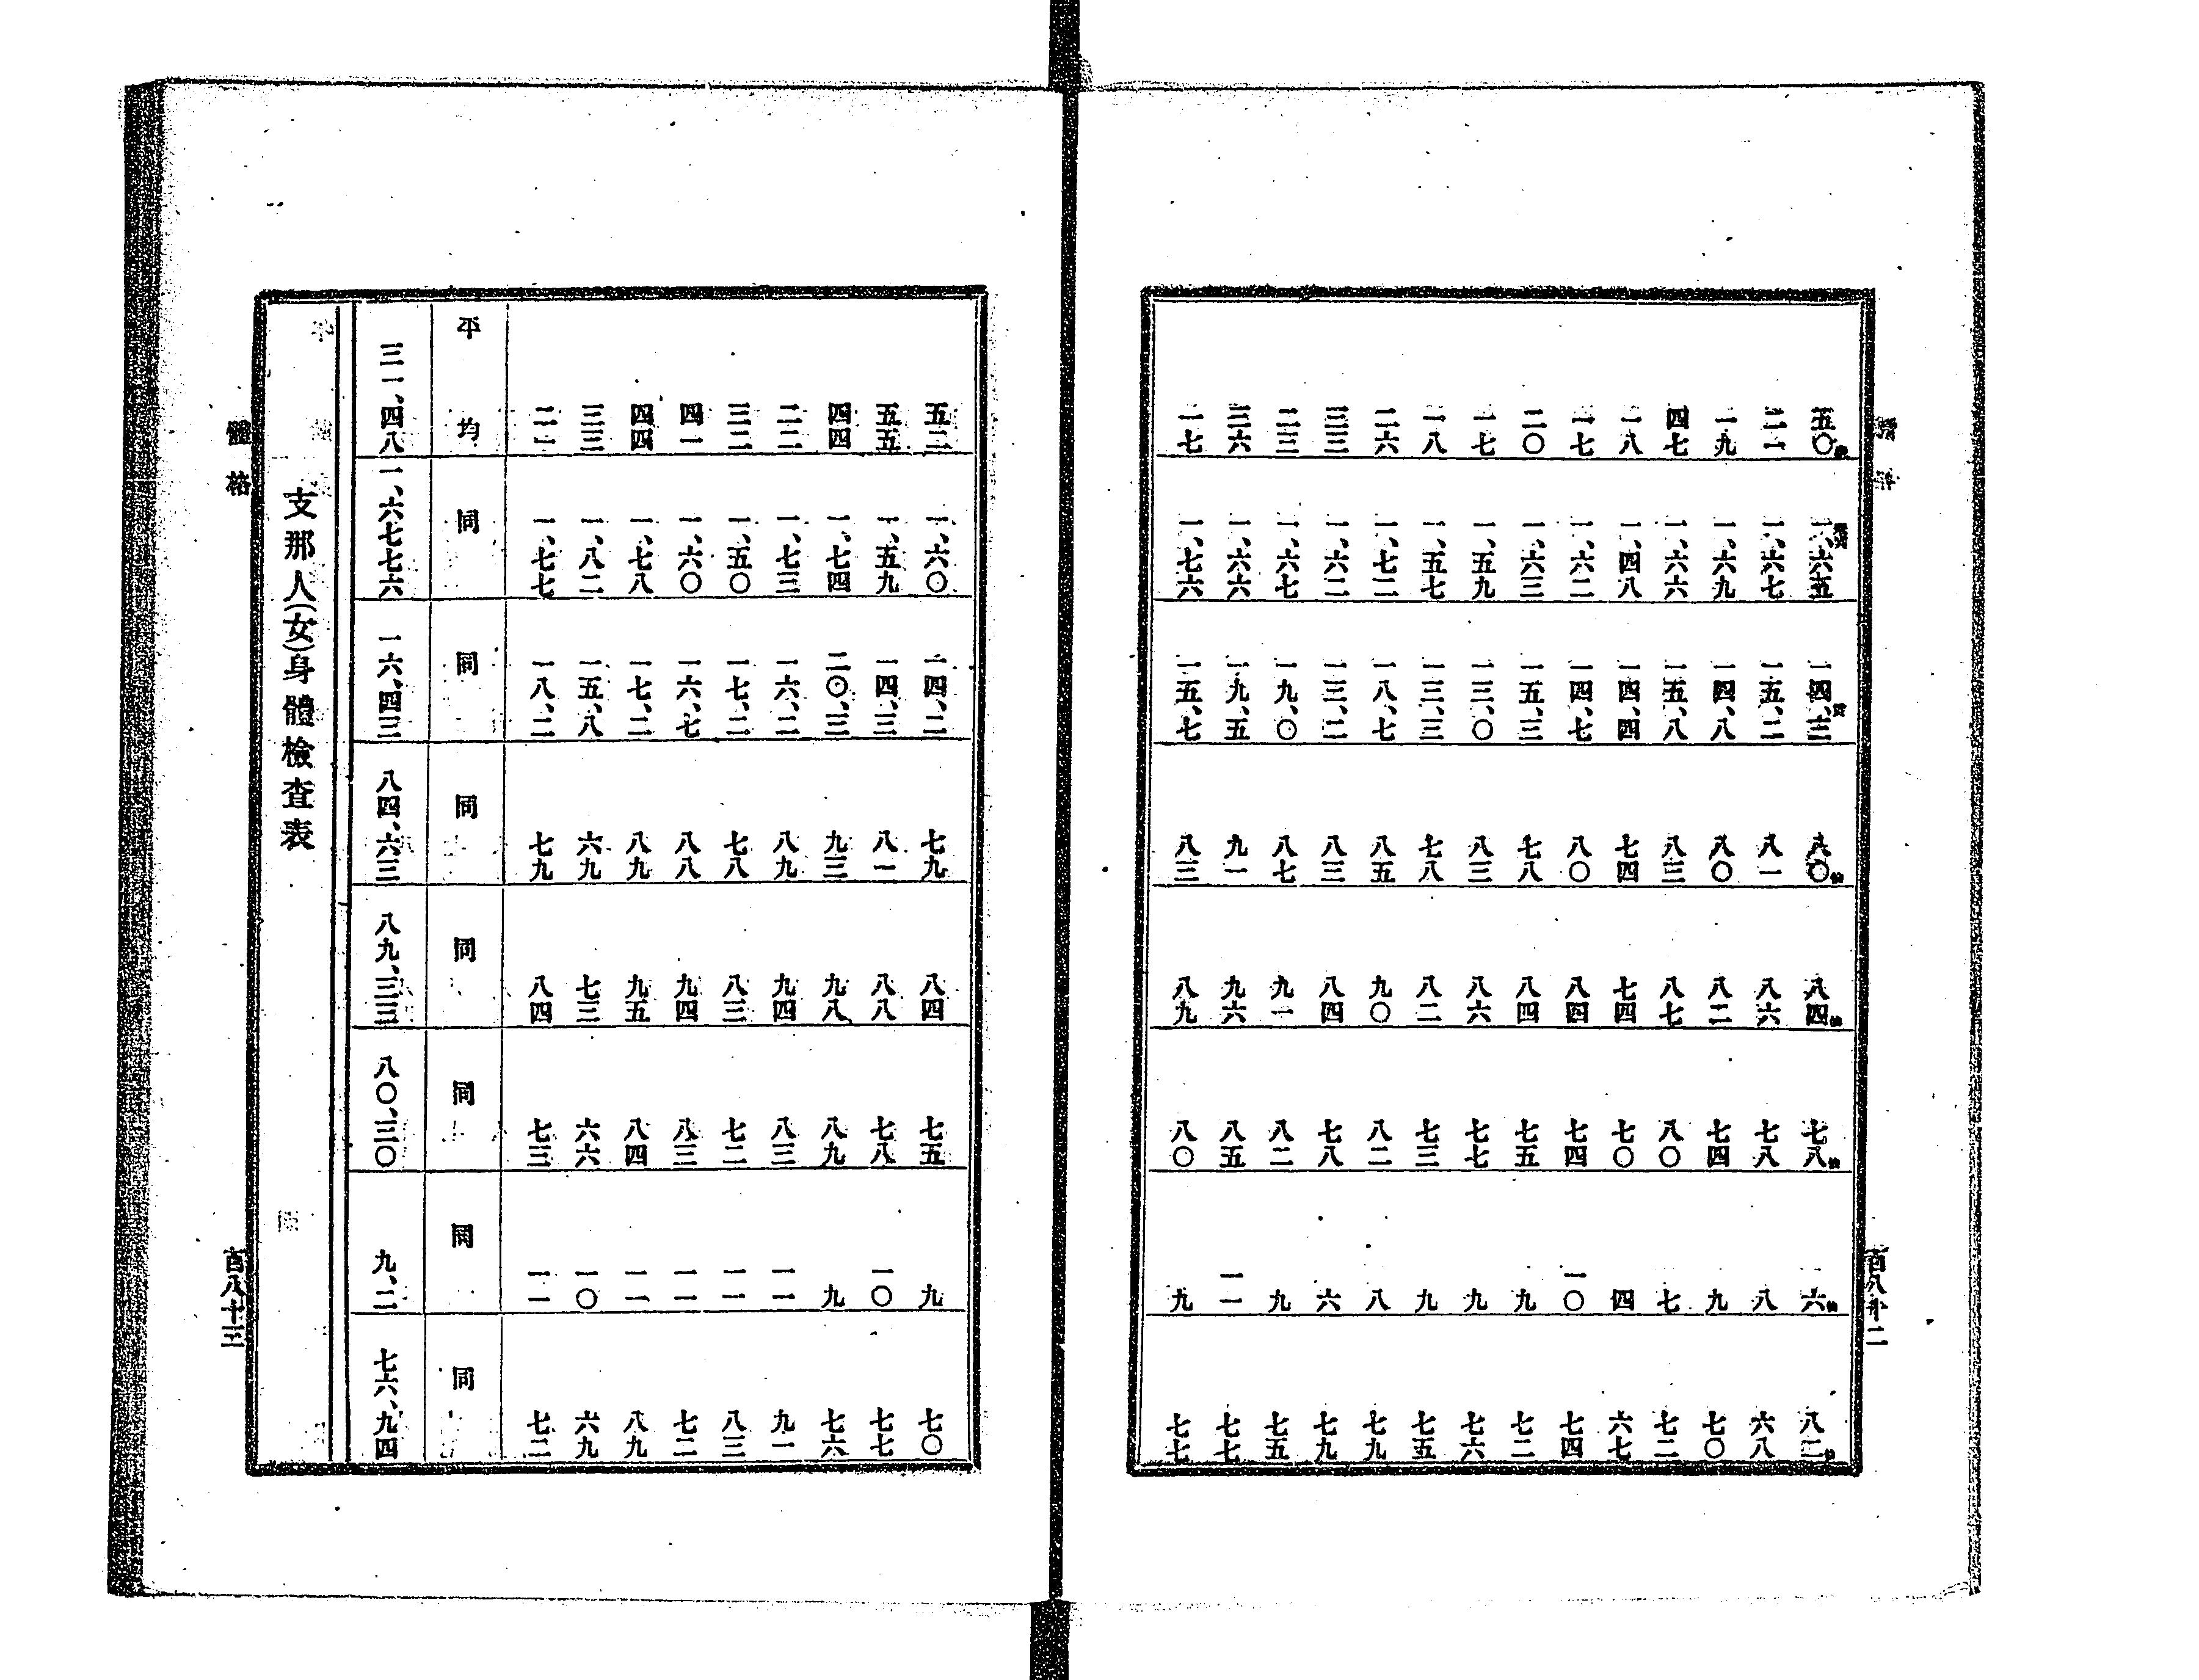 百八十二
五〇 一、六五 一四、三 八〇 八四 七八 六 八二
二一 一、六七 一五、二 八一 八六 七八 八 六八
一九 一、六九 一四、八 八〇 八二 七四 九 七〇
四七 一、六六 一五、八 八三 八七 八〇 七 七二
一八 一、四八 一四、四 七四 七四 七〇 四 六七
一七 一、六二 一四、七 八〇 八四 七四 一〇 七四
二〇 一、六三 一五、三 七八 八四 七五 九 七二
一七 一、五九 一三、〇 八三 八六 七七 九 七六
一八 一、五七 一三、三 七八 八二 七三 九 七五
二六 一、七二 一八、七 八五 九〇 八二 八 七九
三三 一、六二 一三、二 八三 八四 七八 六 七九
二三 一、六七 一九、〇 八七 九一 八二 九 七五
三六 一、六六 一九、五 九一 九六 八五 一一 七七
一七 一、七六 一五、七 八三 八九 八〇 九 七七
五二 一、六〇 一四、二 七九 八四 七五 九 七〇
五五 一、五九 一四、三 八一 八八 七八 一〇 七七
四四 一、七四 二〇、三 九三 九八 八九 九 七六
二二 一、七三 一六、二 八九 九四 八三 一一 九一
三二 一、五〇 一七、二 七八 八三 七二 一一 八三
四一 一、六〇 一六、七 八八 九四 八三 一一 七二
四四 一、七八 一七、二 八九 九五 八四 一一 八九
三三 一、八二 一五、八 六九 七三 六六 一〇 六九
二一 一、七七 一八、二 七九 八四 七三 一一 七二
平均 同 同 同 同 同 同 同
三一、四八 一、六七七六 一六、四三 八四、六三 八九、三三 八〇、三〇 九、二 七六、九四
支那人(女)身體檢査表
體格
百八十三